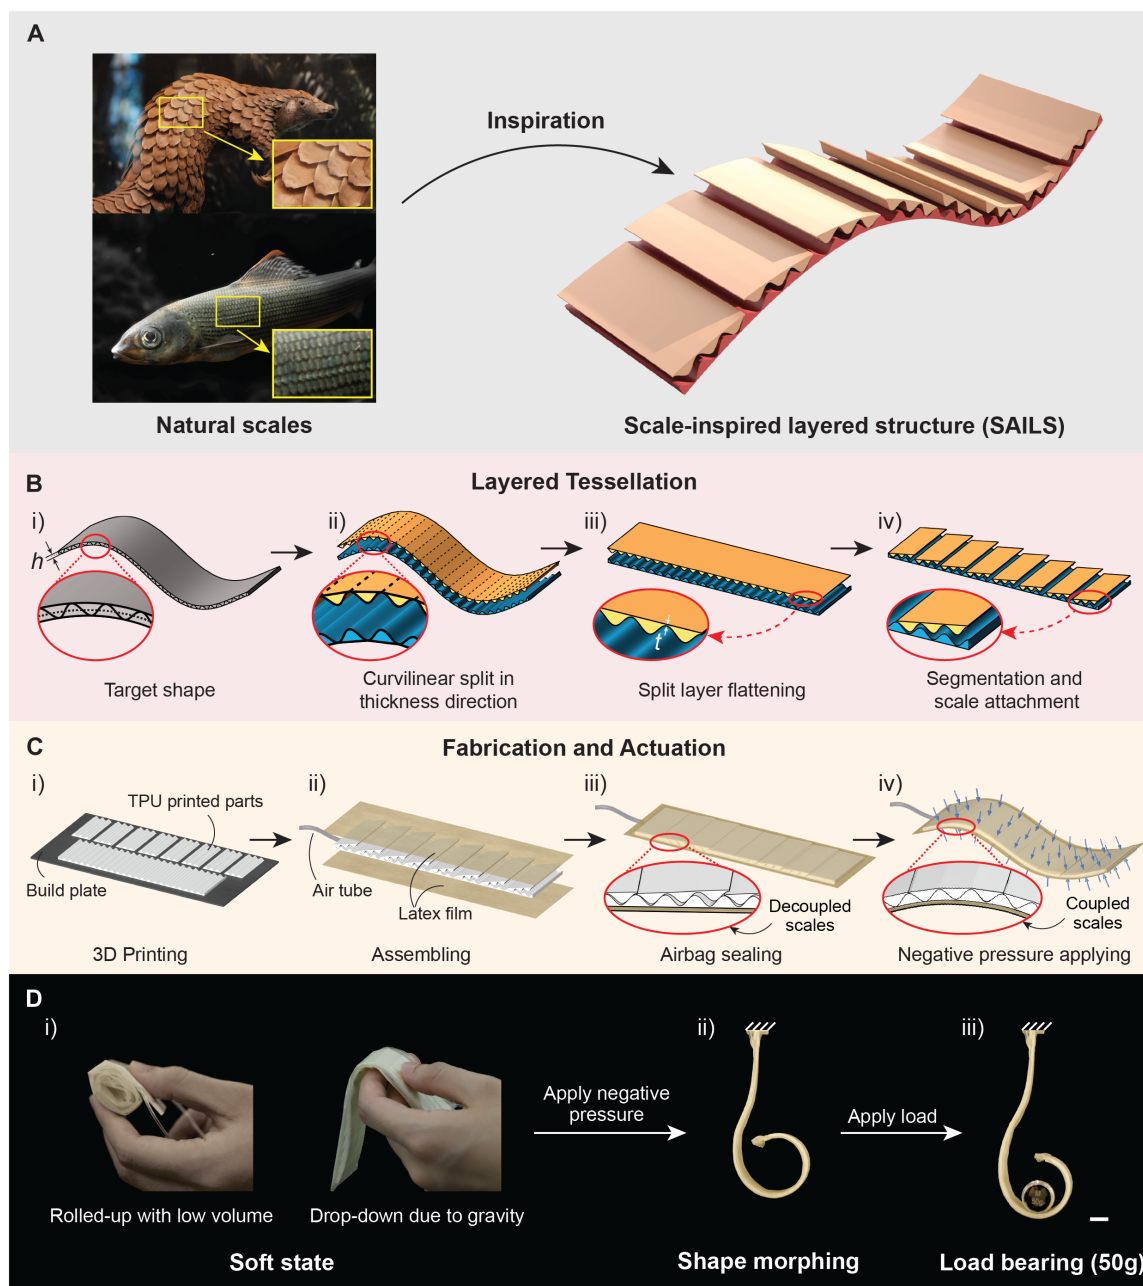 A
Inspiration
Natural scales
Scale-inspired layered structure (SAILS)
B
Layered Tessellation
i)
ii)
iii)
iv)
h
t
Target shape
Curvilinear split in
thickness direction
Split layer flattening
Segmentation and
scale attachment
C
Fabrication and Actuation
i)
ii)
iii)
iv)
TPU printed parts
Build plate
Air tube
Latex film
Decoupled
scales
Coupled
scales
3D Printing
Assembling
Airbag sealing
Negative pressure applying
D
i)
ii)
iii)
Apply negative
pressure
Apply load
50g
Rolled-up with low volume
Drop-down due to gravity
Soft state
Shape morphing
Load bearing (50g)